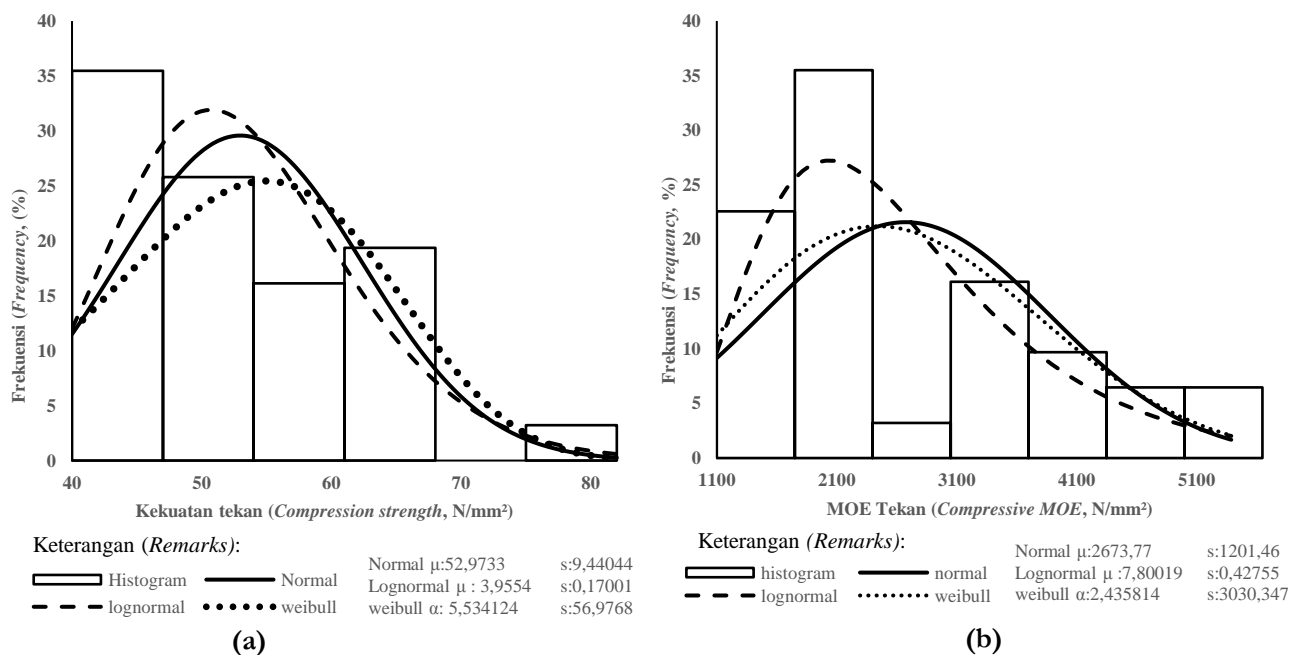 40
35
30
25
20
15
10
5
0
Frekuensi (Frequency, (%)
40 50 60 70 80
Kekuatan tekan (Compression strength, N/mm²)
Keterangan (Remarks):
Histogram Normal
lognormal weibull
Normal μ:52,9733 s:9,44044
Lognormal μ : 3,9554 s:0,17001
weibull α: 5,534124 s:56,9768
(a)
40
35
30
25
20
15
10
5
0
Frekuensi (Frequency, %)
1100 2100 3100 4100 5100
MOE Tekan (Compressive MOE, N/mm²)
Keterangan (Remarks):
histogram normal
lognormal weibull
Normal μ:2673,77 s:1201,46
Lognormal μ :7,80019 s:0,42755
weibull α:2,435814 s:3030,347
(b)